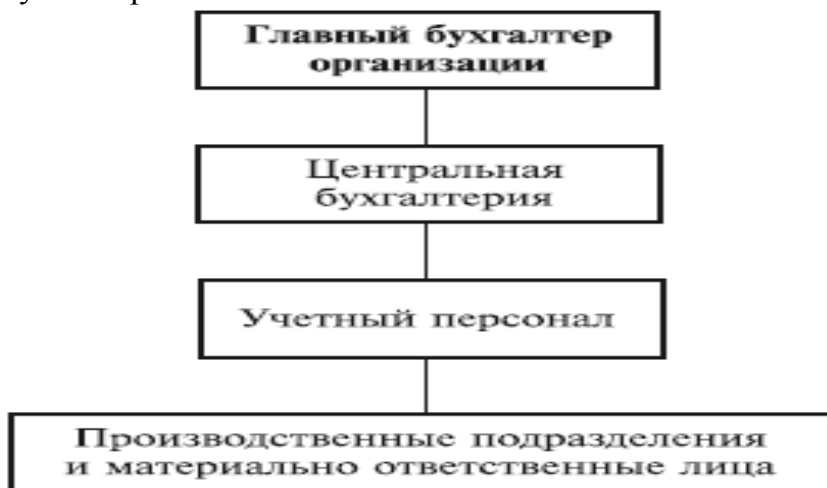 Главный бухгалтер
организации
Центральная
бухгалтерия
Учетный персонал
Производственные подразделения
и материально ответственные лица